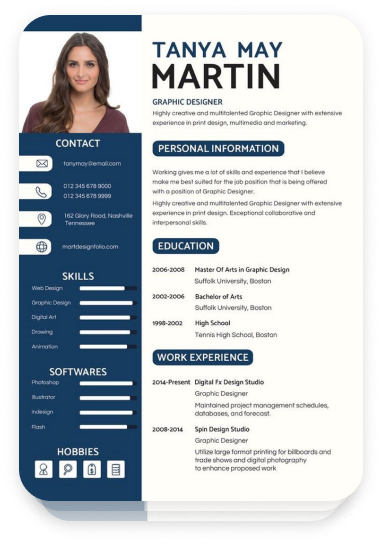 TANYA MAY
MARTIN
GRAPHIC DESIGNER
Highly creative and multitalented Graphic Designer with extensive
experience in print design, multimedia and marketing.
PERSONAL INFORMATION
Working gives me a lot of skills and experience that I believe
make me best suited for the job position that is being offered
with a position of Graphic Designer.
Highly creative and multitalented Graphic Designer with extensive
experience in print design. Exceptional collaborative and
interpersonal skills.
EDUCATION
2006-2008 Master Of Arts in Graphic Design
Suffolk University, Boston
2002-2006 Bachelor of Arts
Suffolk University, Boston
1998-2002 High School
Tennis High School, Boston
WORK EXPERIENCE
2014-Present Digital Fx Design Studio
Graphic Designer
Maintained project management schedules,
databases, and forecast.
2008-2014 Spin Design Studio
Graphic Designer
Utilize large format printing for billboards and
trade shows and digital photography
to enhance proposed work
CONTACT
tanymay@email.com
012 345 678 9000
012 345 678 9999
162 Glory Road, Nashville
Tennessee
martdesignfolio.com
SKILLS
Web Design
Graphic Design
Digital Art
Drawing
Animation
SOFTWARES
Photoshop
Illustrator
Indesign
Flash
HOBBIES